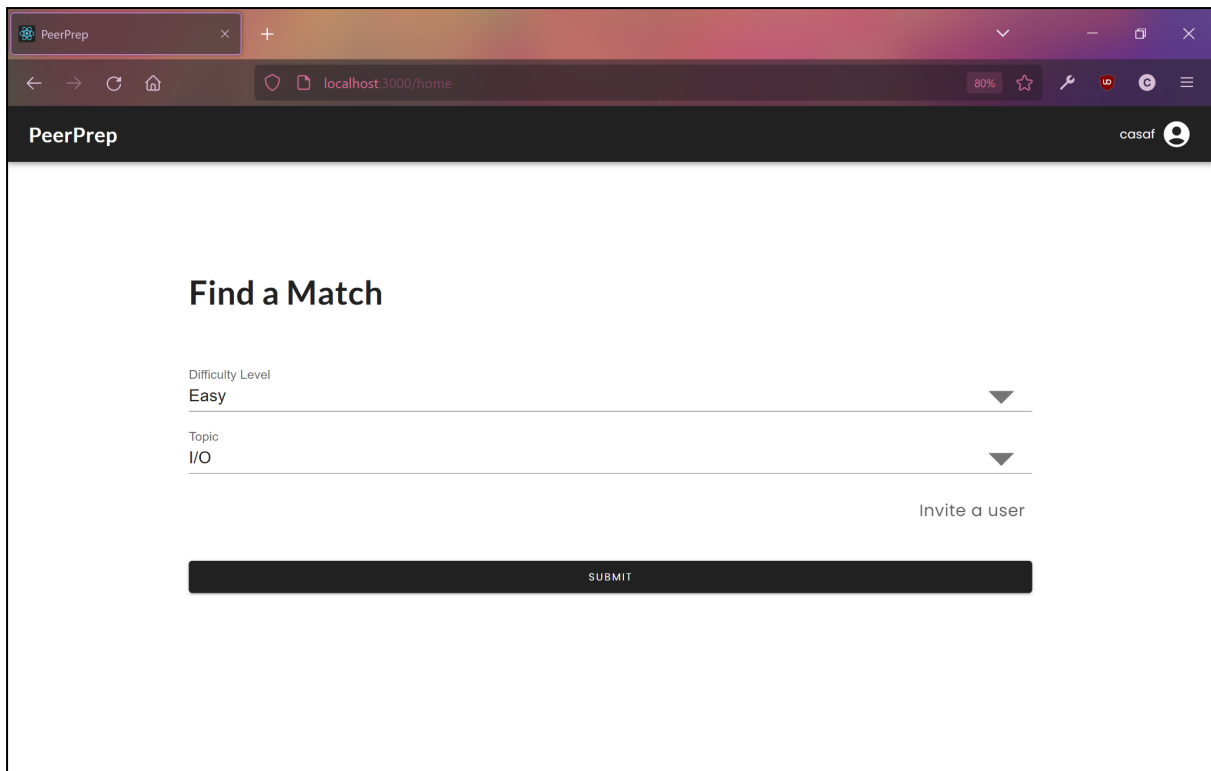 PeerPrep
localhost:3000/home
80%
PeerPrep
casaf
Find a Match
Difficulty Level
Easy
Topic
I/O
Invite a user
SUBMIT